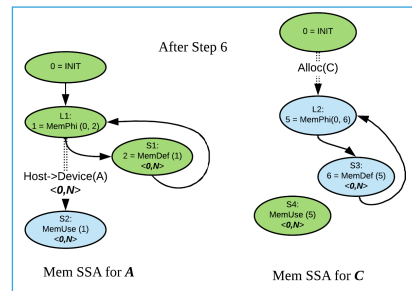 After Step 6
0 = INIT
L1:
1 = MemPhi (0, 2)
S1:
2 = MemDef (1)
<0,N>
Host->Device(A)
<0,N>
S2:
MemUse (1)
<0,N>
Mem SSA for A
0 = INIT
Alloc(C)
L2:
5 = MemPhi(0, 6)
S3:
6 = MemDef (5)
<0,N>
S4:
MemUse (5)
<0,N>
Mem SSA for C